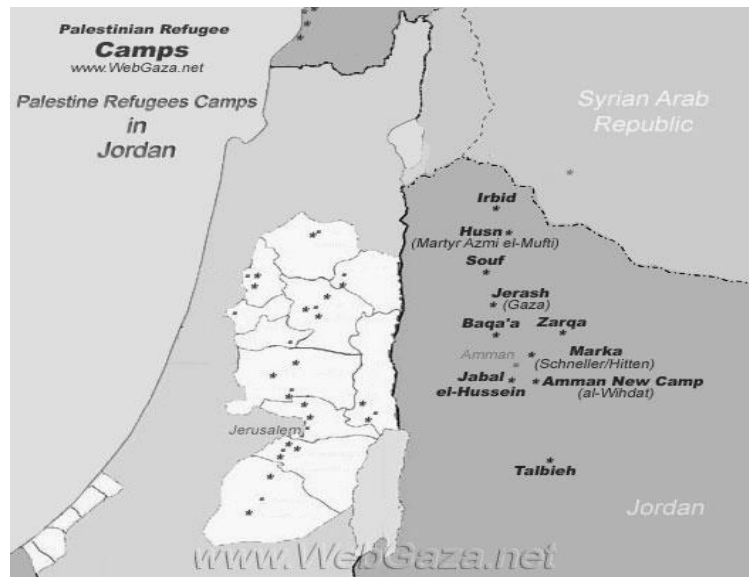 Palestinian Refugee
Camps
www.WebGaza.net
Palestine Refugees Camps
in
Jordan
Syrian Arab
Republic
Irbid
Husn
(Martyr Azmi el-Mufti)
Souf
Jerash
(Gaza)
Baqa'a
Zarqa
Amman
Marka
(Schneller/Hitten)
Jabal
el-Hussein
Amman New Camp
(al-Wihdat)
Jerusalem
Talbieh
Jordan
www.WebGaza.net